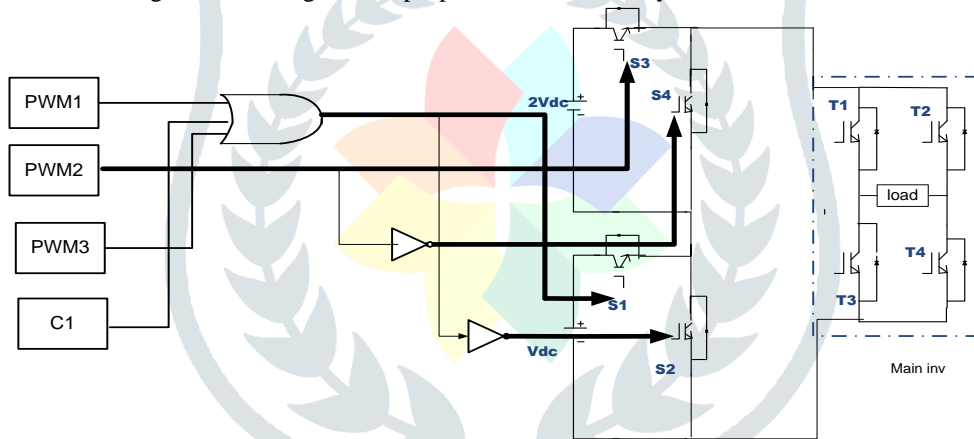 PWM1
PWM2
PWM3
C1
2Vdc
S3
S4
S1
Vdc
S2
T1
T2
load
T3
T4
Main inv